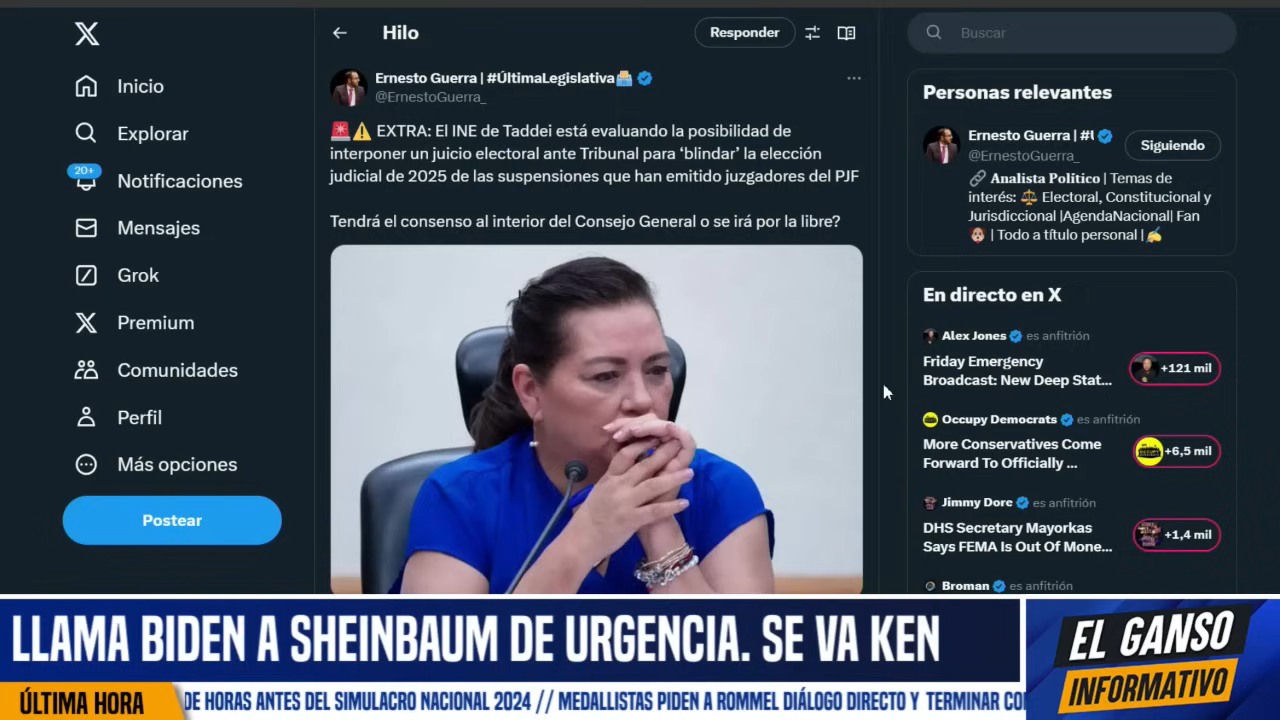 Inicio
Explorar
20+
Notificaciones
Mensajes
Grok
Premium
Comunidades
Perfil
Más opciones
Postear
Hilo
Responder
Ernesto Guerra | #ÚltimaLegislativa
@ErnestoGuerra_
EXTRA: El INE de Taddei está evaluando la posibilidad de
interponer un juicio electoral ante Tribunal para ‘blindar’ la elección
judicial de 2025 de las suspensiones que han emitido juzgadores del PJF
Tendrá el consenso al interior del Consejo General o se irá por la libre?
Buscar
Personas relevantes
Ernesto Guerra | #
@ErnestoGuerra_
Siguiendo
Analista Político | Temas de
interés: Electoral, Constitucional y
Jurisdiccional |AgendaNacional| Fan
| Todo a título personal |
En directo en X
Alex Jones es anfitrión
Friday Emergency
Broadcast: New Deep Stat...
+121 mil
Occupy Democrats es anfitrión
More Conservatives Come
Forward To Officially ...
+6,5 mil
Jimmy Dore es anfitrión
DHS Secretary Mayorkas
Says FEMA Is Out Of Mone...
+1,4 mil
Broman es anfitrión
LLAMA BIDEN A SHEINBAUM DE URGENCIA. SE VA KEN
EL GANSO
INFORMATIVO
ÚLTIMA HORA
DE HORAS ANTES DEL SIMULACRO NACIONAL 2024 // MEDALLISTAS PIDEN A ROMMEL DIÁLOGO DIRECTO Y TERMINAR CO